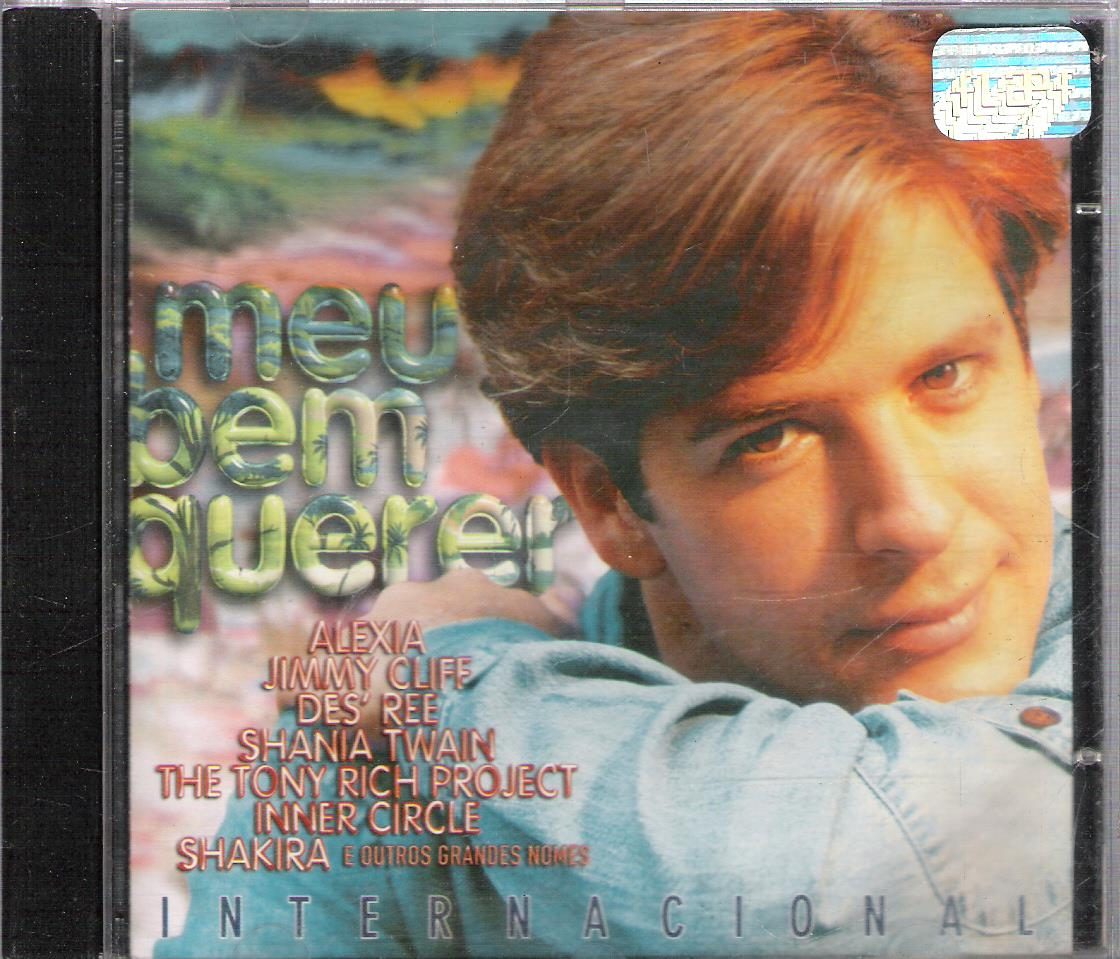 meu
bem
querer
ALEXIA
JIMMY CLIFF
DES' REE
SHANIA TWAIN
THE TONY RICH PROJECT
INNER CIRCLE
SHAKIRA E OUTROS GRANDES NOMES
INTERNACIONAL